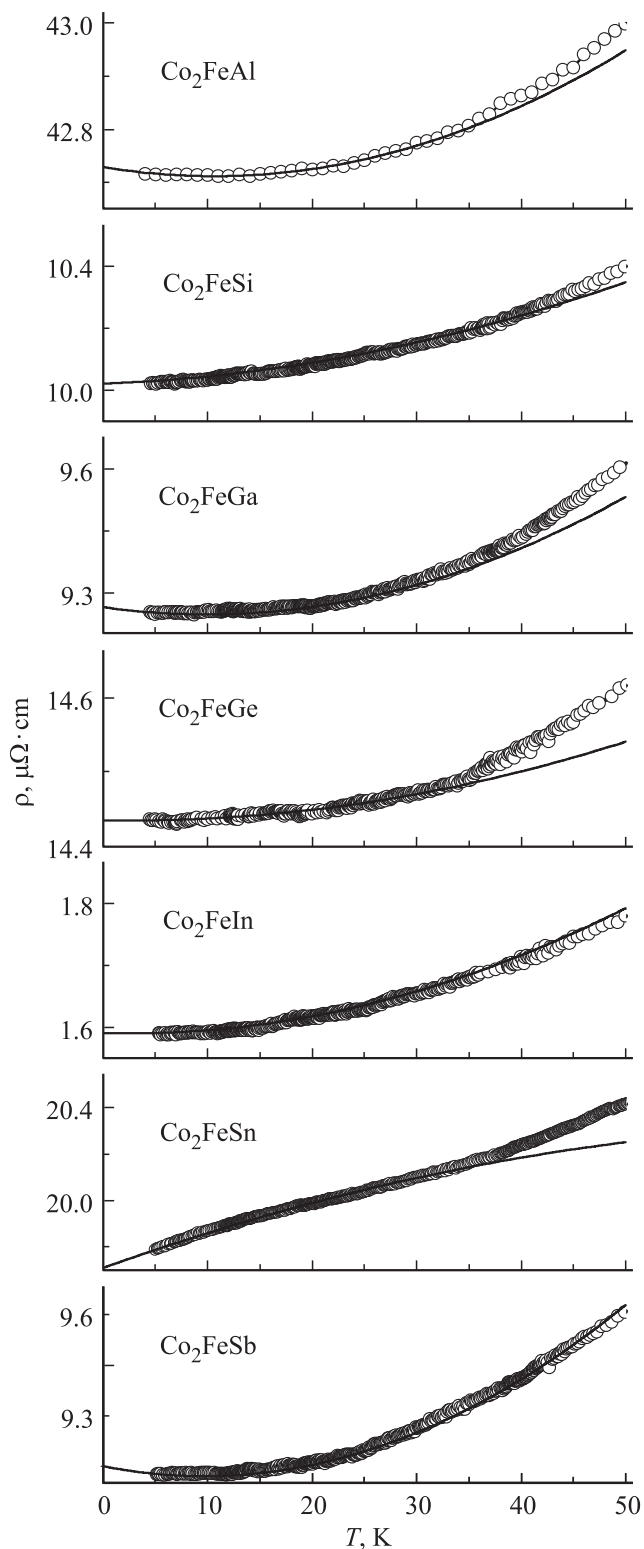 43.0
Co₂FeAl
42.8
10.4
Co₂FeSi
10.0
9.6
Co₂FeGa
9.3
14.6
Co₂FeGe
ρ, μΩ·cm
14.4
1.8
Co₂FeIn
1.6
20.4
Co₂FeSn
20.0
9.6
Co₂FeSb
9.3
0 10 20 30 40 50
T, K